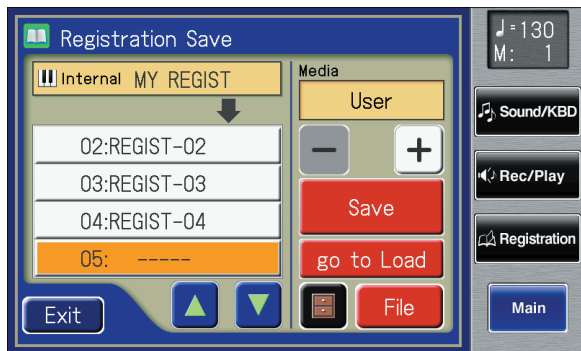 Registration Save
Internal MY REGIST
02:REGIST-02
03:REGIST-03
04:REGIST-04
05: -----
Exit
Media
User
Save
go to Load
File
♩=130
M: 1
Sound/KBD
Rec/Play
Registration
Main